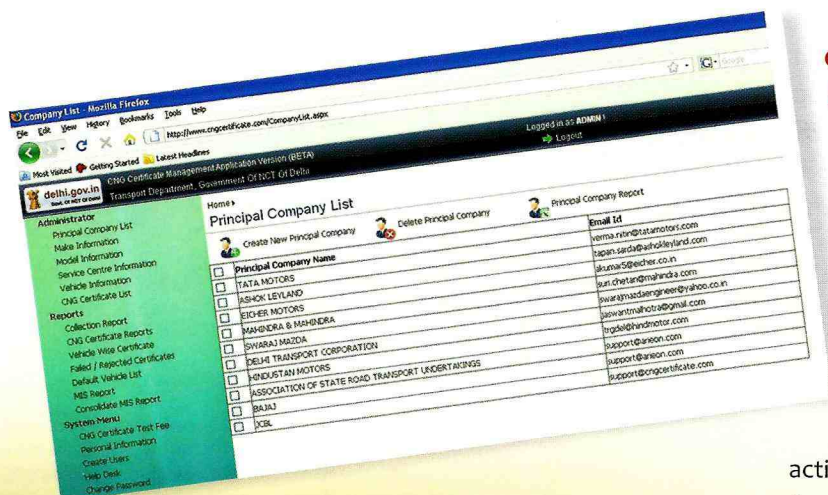 Company List - Mozilla Firefox
File Edit View History Bookmarks Tools Help
http://www.cngcertificate.com/CompanyList.aspx
Google
Most Visited Getting Started Latest Headlines
delhi.gov.in
Govt. Of NCT Of Delhi
CNG Certificate Management Application Version (BETA)
Transport Department, Government Of NCT Of Delhi
Logged in as ADMIN !
Logout
Administrator
Principal Company List
Make Information
Model Information
Service Centre Information
Vehicle Information
CNG Certificate List
Reports
Collection Report
CNG Certificate Reports
Vehicle Wise Certificate
Failed / Rejected Certificates
Default Vehicle List
MIS Report
Consolidate MIS Report
System Menu
CNG Certificate Test Fee
Personal Information
Create Users
Help Desk
Change Password
Home
Principal Company List
Create New Principal Company Delete Principal Company Principal Company Report
Principal Company Name Email Id
TATA MOTORS verma.nitin@tatamotors.com
ASHOK LEYLAND tapan.sarda@ashokleyland.com
EICHER MOTORS akumar5@eicher.co.in
MAHINDRA & MAHINDRA suri.chetan@mahindra.com
SWARAJ MAZDA swarajmazdaengineer@yahoo.co.in
DELHI TRANSPORT CORPORATION jaswantmalhotra@gmail.com
HINDUSTAN MOTORS trgdel@hindmotor.com
ASSOCIATION OF STATE ROAD TRANSPORT UNDERTAKINGS support@arieon.com
BAJAJ support@arieon.com
JCBL support@cngcertificate.com
acti